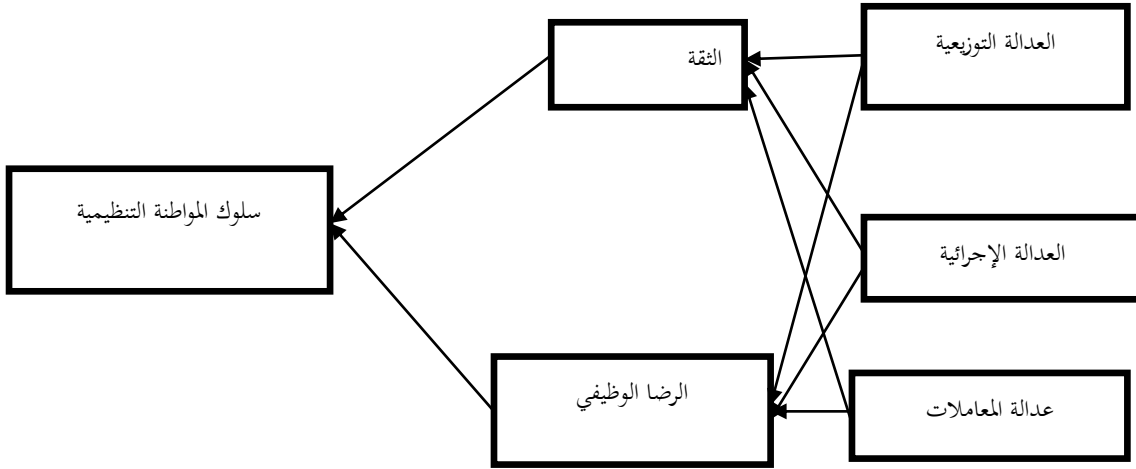 العدالة التوزيعية
الثقة
سلوك المواطنة التنظيمية
العدالة الإجرائية
الرضا الوظيفي
عدالة المعاملات